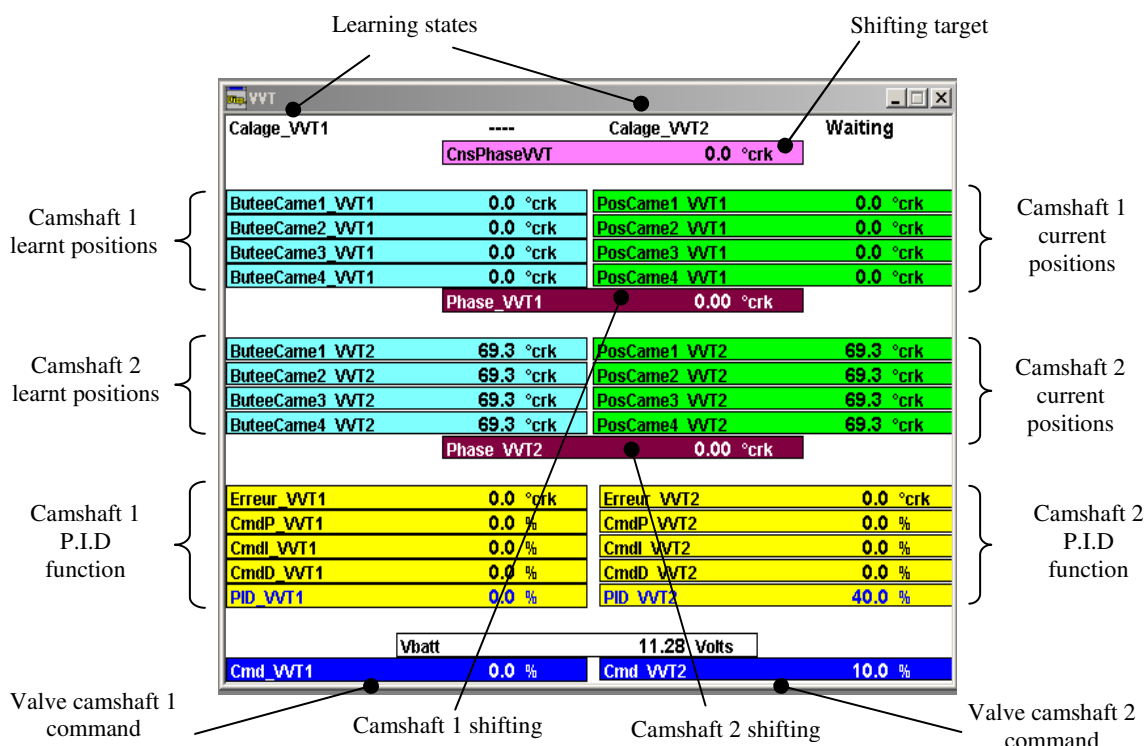 Learning states
Shifting target
VVT
Calage_VVT1 ---- Calage_VVT2 Waiting
CnsPhaseVVT 0.0 °crk
Camshaft 1
learnt positions
ButeeCame1_VVT1 0.0 °crk PosCame1_VVT1 0.0 °crk
ButeeCame2_VVT1 0.0 °crk PosCame2_VVT1 0.0 °crk
ButeeCame3_VVT1 0.0 °crk PosCame3_VVT1 0.0 °crk
ButeeCame4_VVT1 0.0 °crk PosCame4_VVT1 0.0 °crk
Camshaft 1
current
positions
Phase_VVT1 0.00 °crk
Camshaft 2
learnt positions
ButeeCame1_VVT2 69.3 °crk PosCame1_VVT2 69.3 °crk
ButeeCame2_VVT2 69.3 °crk PosCame2_VVT2 69.3 °crk
ButeeCame3_VVT2 69.3 °crk PosCame3_VVT2 69.3 °crk
ButeeCame4_VVT2 69.3 °crk PosCame4_VVT2 69.3 °crk
Camshaft 2
current
positions
Phase_VVT2 0.00 °crk
Camshaft 1
P.I.D
function
Erreur_VVT1 0.0 °crk Erreur_VVT2 0.0 °crk
CmdP_VVT1 0.0 % CmdP_VVT2 0.0 %
CmdI_VVT1 0.0 % CmdI_VVT2 0.0 %
CmdD_VVT1 0.0 % CmdD_VVT2 0.0 %
PID_VVT1 0.0 % PID_VVT2 40.0 %
Camshaft 2
P.I.D
function
Vbatt 11.28 Volts
Cmd_VVT1 0.0 % Cmd_VVT2 10.0 %
Valve camshaft 1
command
Camshaft 1 shifting
Camshaft 2 shifting
Valve camshaft 2
command